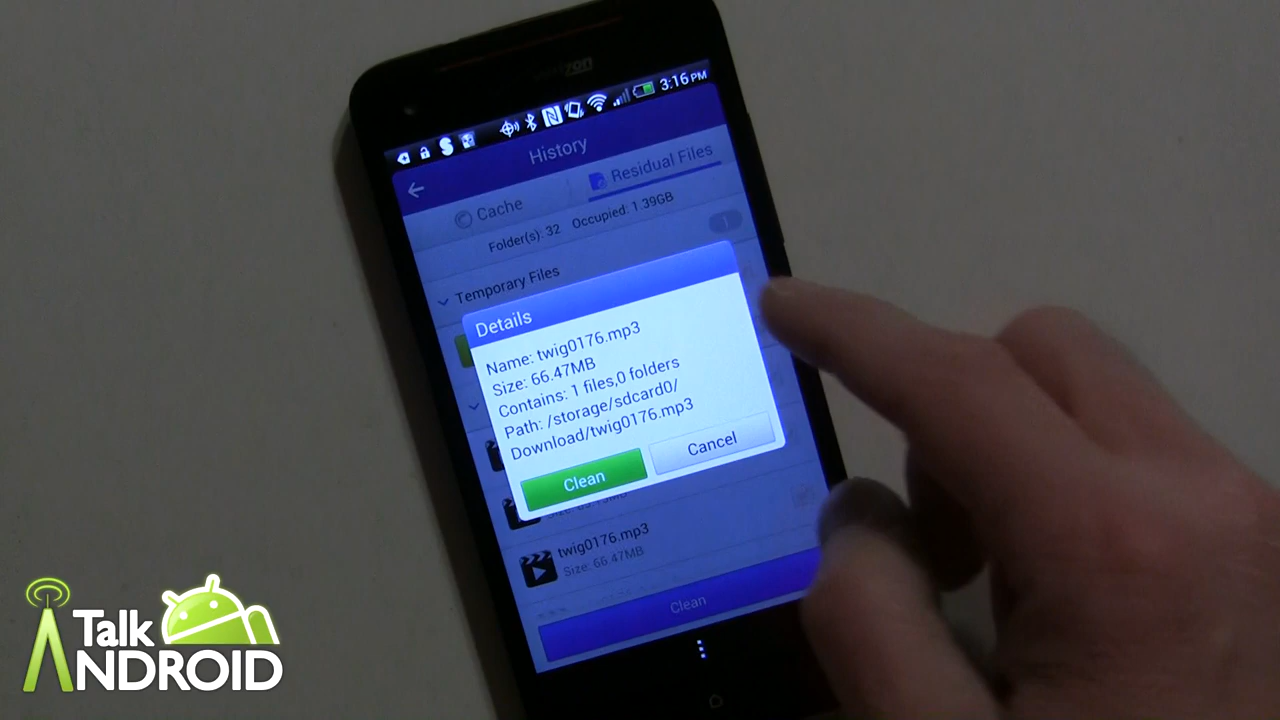 verizon
3:16 PM
History
Cache
Residual Files
Folder(s): 32 Occupied: 1.39GB
1
Temporary Files
Details
Name: twig0176.mp3
Size: 66.47MB
Contains: 1 files,0 folders
Path: /storage/sdcard0/
Download/twig0176.mp3
Clean
Cancel
twig0176.mp3
Size: 66.47MB
Clean
Talk
ANDROID